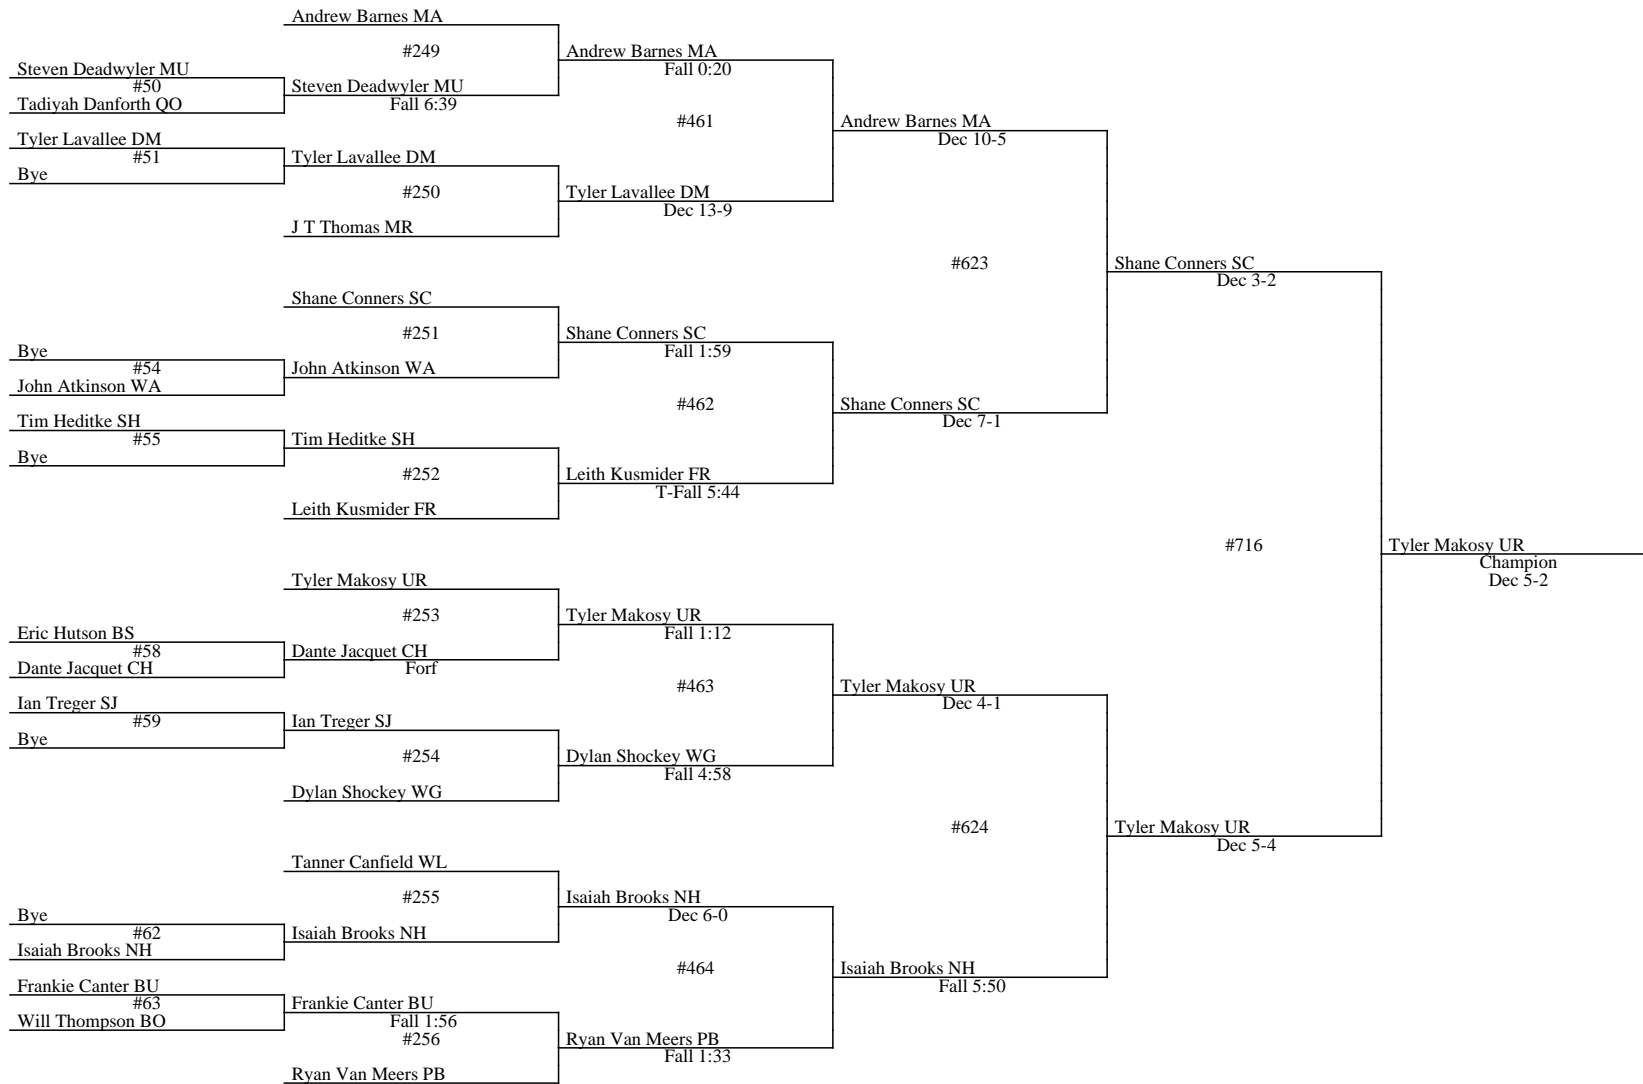 Andrew Barnes MA
#249
Andrew Barnes MA
Fall 0:20
Steven Deadwyler MU
#50
Steven Deadwyler MU
Fall 6:39
Tadiyah Danforth QO
#461
Andrew Barnes MA
Dec 10-5
Tyler Lavallee DM
#51
Tyler Lavallee DM
Bye
#250
Tyler Lavallee DM
Dec 13-9
J T Thomas MR
#623
Shane Conners SC
Dec 3-2
Shane Conners SC
#251
Shane Conners SC
Fall 1:59
Bye
#54
John Atkinson WA
John Atkinson WA
#462
Shane Conners SC
Dec 7-1
Tim Heditke SH
#55
Tim Heditke SH
Bye
#252
Leith Kusmider FR
T-Fall 5:44
Leith Kusmider FR
#716
Tyler Makosy UR
Champion
Dec 5-2
Tyler Makosy UR
#253
Tyler Makosy UR
Fall 1:12
Eric Hutson BS
#58
Dante Jacquet CH
Forf
Dante Jacquet CH
#463
Tyler Makosy UR
Dec 4-1
Ian Treger SJ
#59
Ian Treger SJ
Bye
#254
Dylan Shockey WG
Fall 4:58
Dylan Shockey WG
#624
Tyler Makosy UR
Dec 5-4
Tanner Canfield WL
#255
Isaiah Brooks NH
Dec 6-0
Bye
#62
Isaiah Brooks NH
Isaiah Brooks NH
#464
Isaiah Brooks NH
Fall 5:50
Frankie Canter BU
#63
Frankie Canter BU
Fall 1:56
Will Thompson BO
#256
Ryan Van Meers PB
Fall 1:33
Ryan Van Meers PB